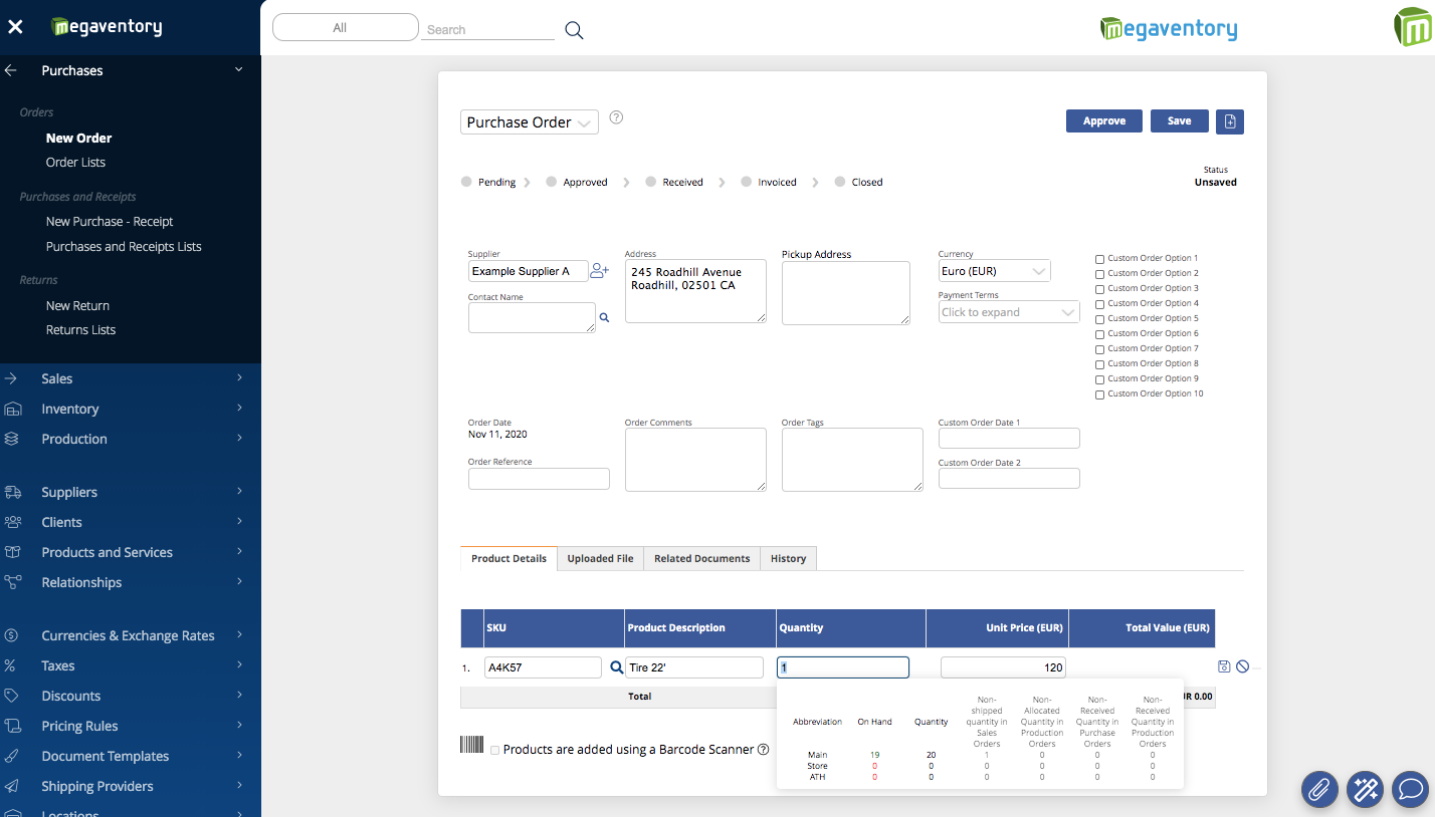 megaventory
All
Search
megaventory
Purchases
Orders
New Order
Order Lists
Purchases and Receipts
New Purchase - Receipt
Purchases and Receipts Lists
Returns
New Return
Returns Lists
Sales
Inventory
Production
Suppliers
Clients
Products and Services
Relationships
Currencies & Exchange Rates
Taxes
Discounts
Pricing Rules
Document Templates
Shipping Providers
Locations
Purchase Order
Approve
Save
Pending
Approved
Received
Invoiced
Closed
Status
Unsaved
Supplier
Example Supplier A
Contact Name
Address
245 Roadhill Avenue
Roadhill, 02501 CA
Pickup Address
Currency
Euro (EUR)
Payment Terms
Click to expand
Custom Order Option 1
Custom Order Option 2
Custom Order Option 3
Custom Order Option 4
Custom Order Option 5
Custom Order Option 6
Custom Order Option 7
Custom Order Option 8
Custom Order Option 9
Custom Order Option 10
Order Date
Nov 11, 2020
Order Reference
Order Comments
Order Tags
Custom Order Date 1
Custom Order Date 2
Product Details
Uploaded File
Related Documents
History
SKU Product Description Quantity Unit Price (EUR) Total Value (EUR)
1. A4K57 Tire 22' 1 120
Total UR 0.00
Products are added using a Barcode Scanner
Abbreviation On Hand Quantity
Non-
shipped
quantity in
Sales
Orders
Non-
Allocated
Quantity in
Production
Orders
Non-
Received
Quantity in
Purchase
Orders
Non-
Received
Quantity in
Production
Orders
Main 19 20 1 0 0 0
Store 0 0 0 0 0 0
ATH 0 0 0 0 0 0